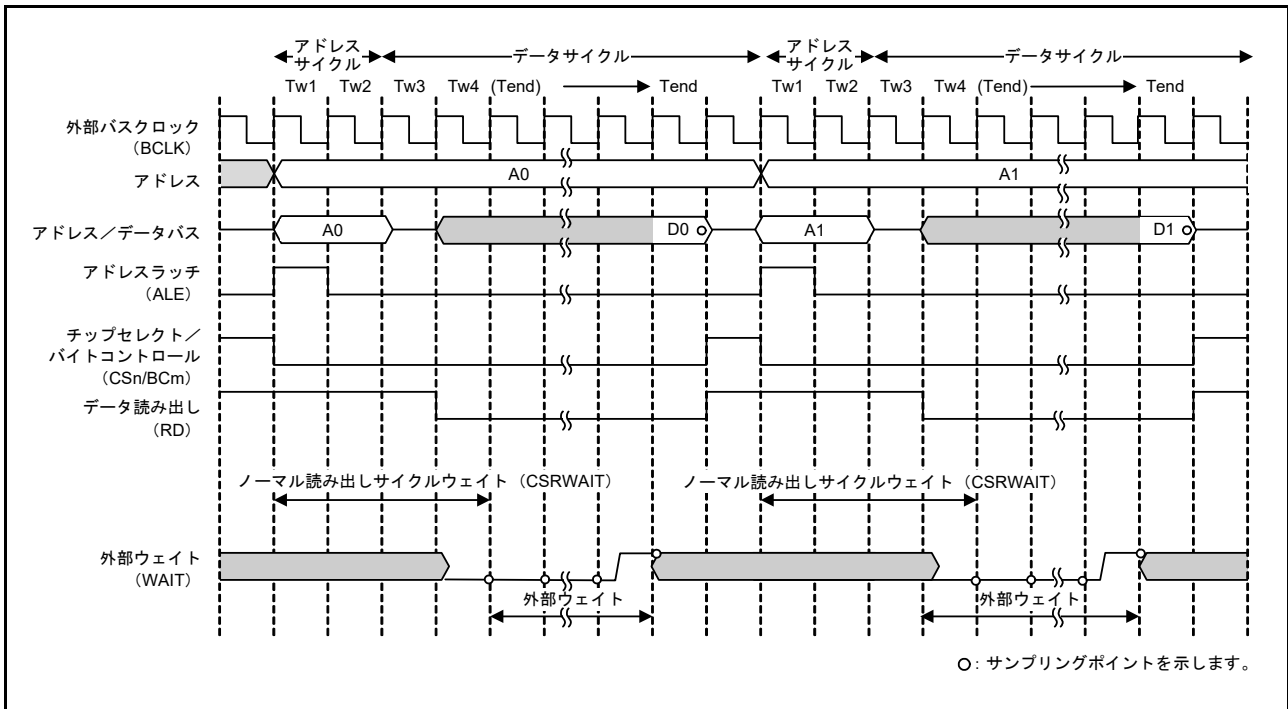 アドレス
サイクル
データサイクル
アドレス
サイクル
データサイクル
Tw1 Tw2 Tw3 Tw4 (Tend) Tend Tw1 Tw2 Tw3 Tw4 (Tend) Tend
外部バスクロック
（BCLK）
アドレス A0 A1
アドレス／データバス A0 D0 A1 D1
アドレスラッチ
（ALE）
チップセレクト／
バイトコントロール
（CSn/BCm）
データ読み出し
（RD）
ノーマル読み出しサイクルウェイト（CSRWAIT） ノーマル読み出しサイクルウェイト（CSRWAIT）
外部ウェイト
（WAIT）
外部ウェイト 外部ウェイト
：サンプリングポイントを示します。